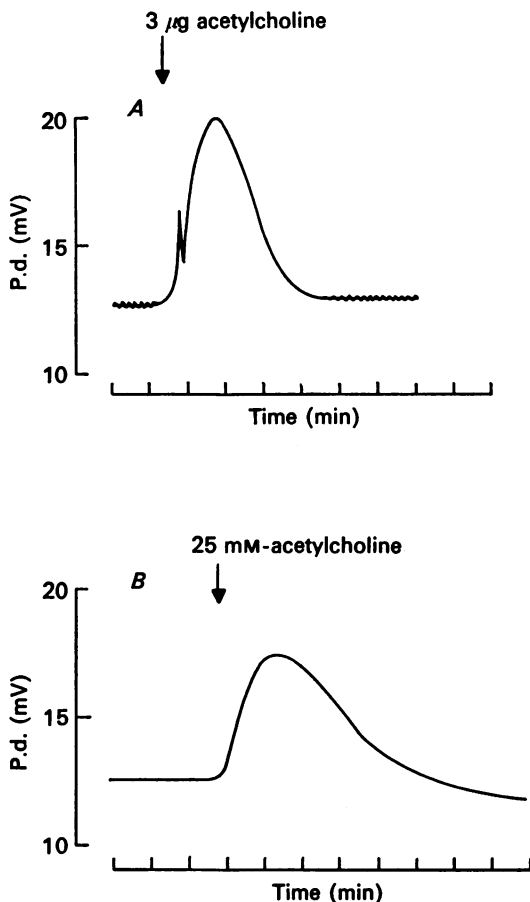 3 μg acetylcholine
A
20
15
10
P.d. (mV)
Time (min)
25 mM-acetylcholine
B
20
15
10
P.d. (mV)
Time (min)